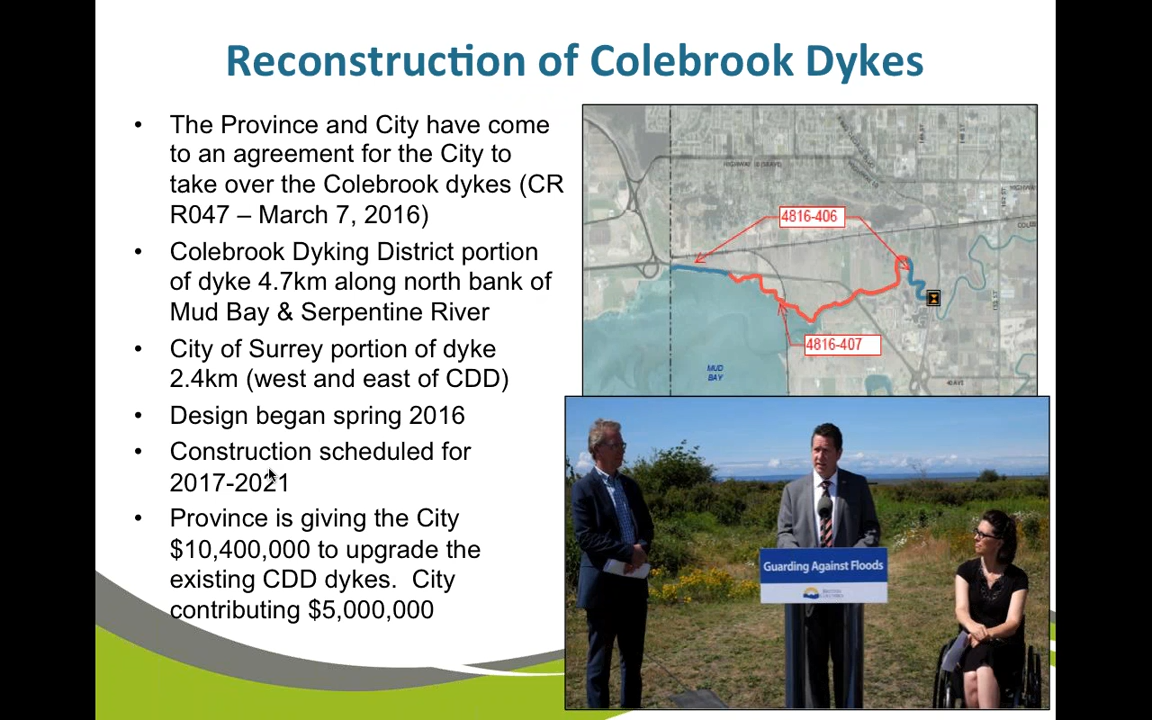 Reconstruction of Colebrook Dykes
• The Province and City have come
to an agreement for the City to
take over the Colebrook dykes (CR
R047 – March 7, 2016)
• Colebrook Dyking District portion
of dyke 4.7km along north bank of
Mud Bay & Serpentine River
• City of Surrey portion of dyke
2.4km (west and east of CDD)
• Design began spring 2016
• Construction scheduled for
2017-2021
• Province is giving the City
$10,400,000 to upgrade the
existing CDD dykes. City
contributing $5,000,000
4816-406
4816-407
MUD
BAY
Guarding Against Floods